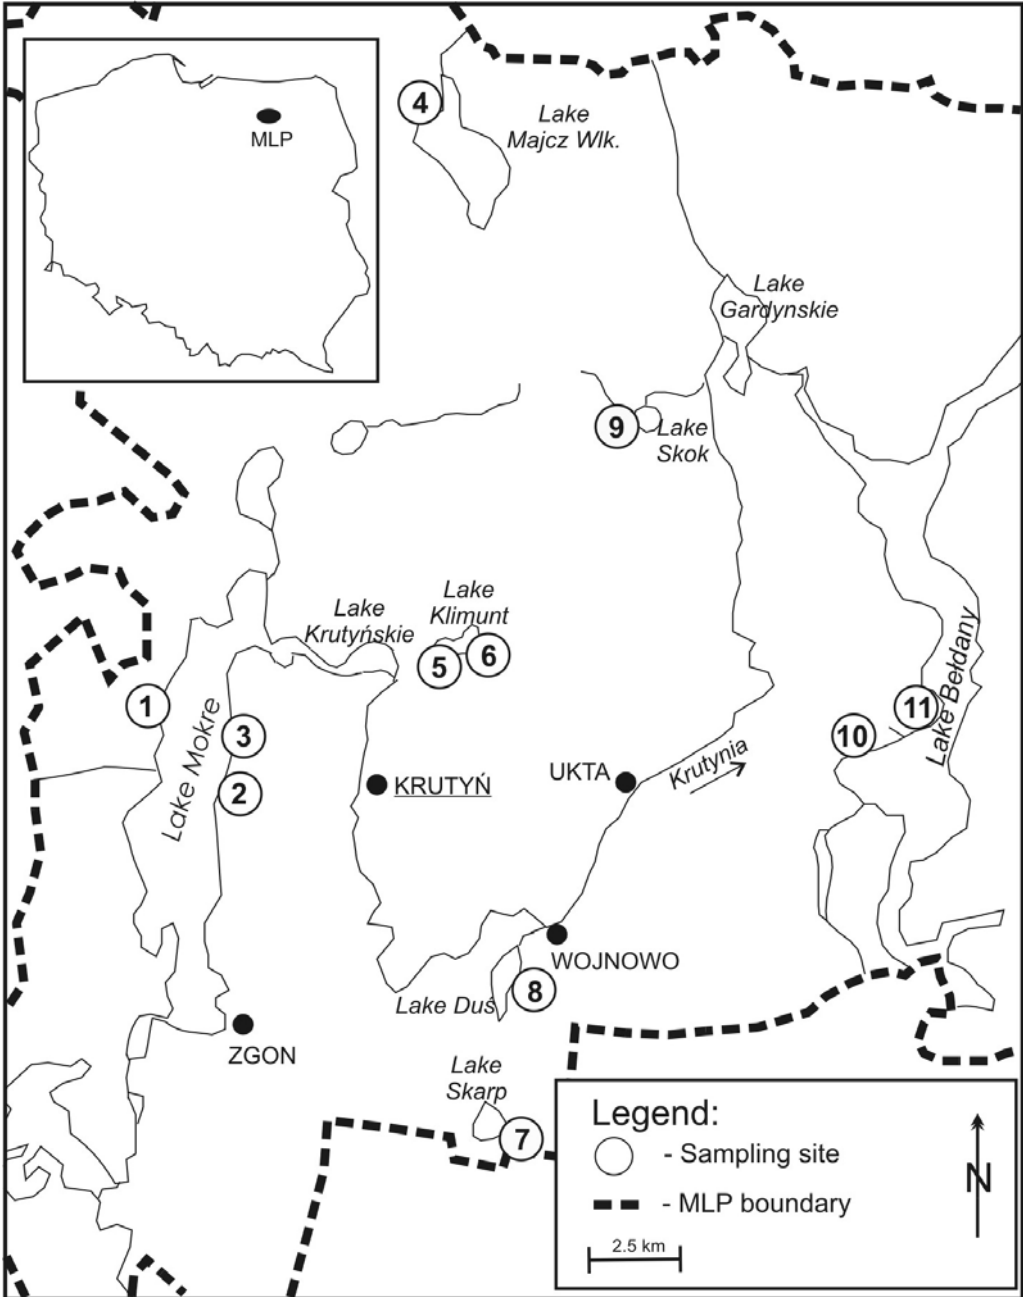 MLP
4
Lake
Majcz Wlk.
Lake
Gardynskie
9
Lake
Skok
Lake
Klimunt
Lake
Krutyńskie
5
6
1
3
2
Lake Mokre
KRUTYŃ
UKTA
Krutynia
10
11
Lake Bełdany
WOJNOWO
8
Lake Duś
ZGON
Lake
Skarp
7
Legend:
- Sampling site
- MLP boundary
2.5 km
N